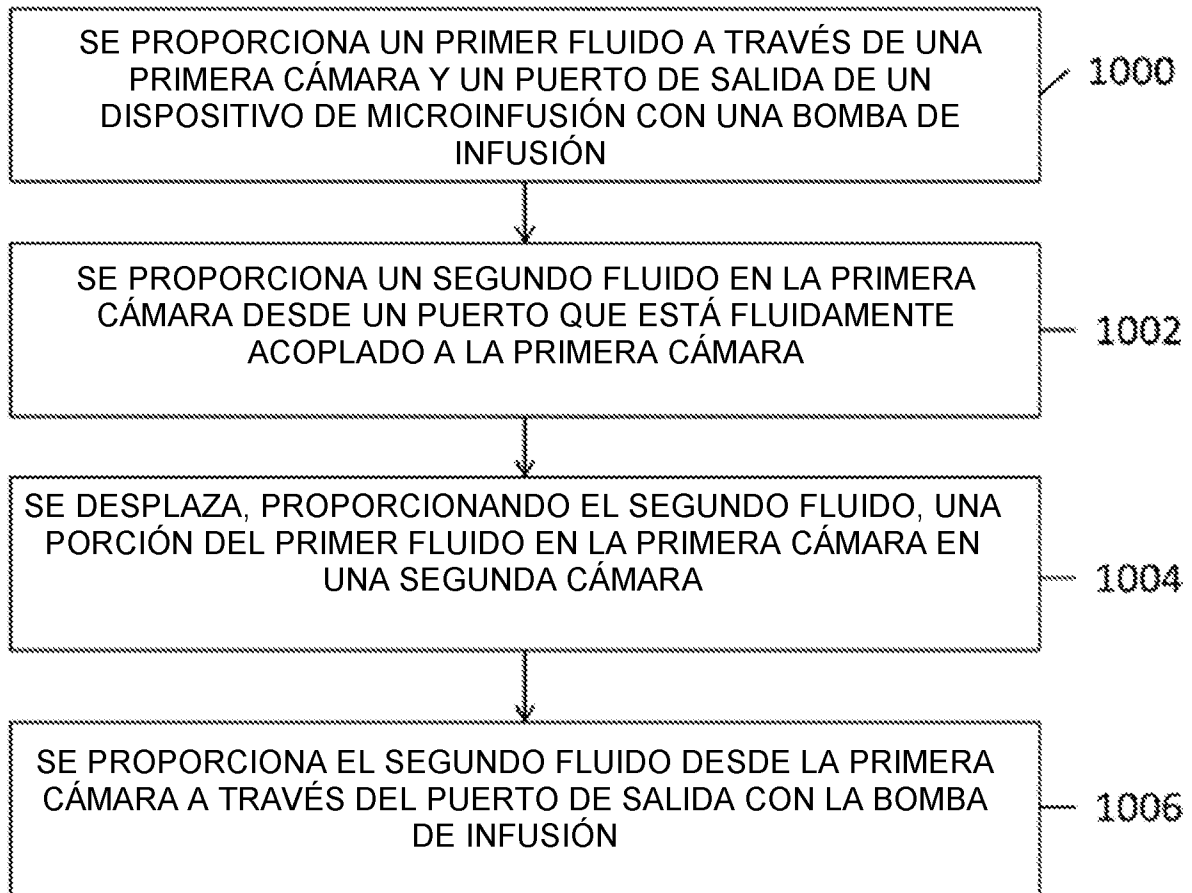 SE PROPORCIONA UN PRIMER FLUIDO A TRAVÉS DE UNA
PRIMERA CÁMARA Y UN PUERTO DE SALIDA DE UN
DISPOSITIVO DE MICROINFUSIÓN CON UNA BOMBA DE
INFUSIÓN
1000
SE PROPORCIONA UN SEGUNDO FLUIDO EN LA PRIMERA
CÁMARA DESDE UN PUERTO QUE ESTÁ FLUIDAMENTE
ACOPLADO A LA PRIMERA CÁMARA
1002
SE DESPLAZA, PROPORCIONANDO EL SEGUNDO FLUIDO, UNA
PORCIÓN DEL PRIMER FLUIDO EN LA PRIMERA CÁMARA EN
UNA SEGUNDA CÁMARA
1004
SE PROPORCIONA EL SEGUNDO FLUIDO DESDE LA PRIMERA
CÁMARA A TRAVÉS DEL PUERTO DE SALIDA CON LA BOMBA
DE INFUSIÓN
1006